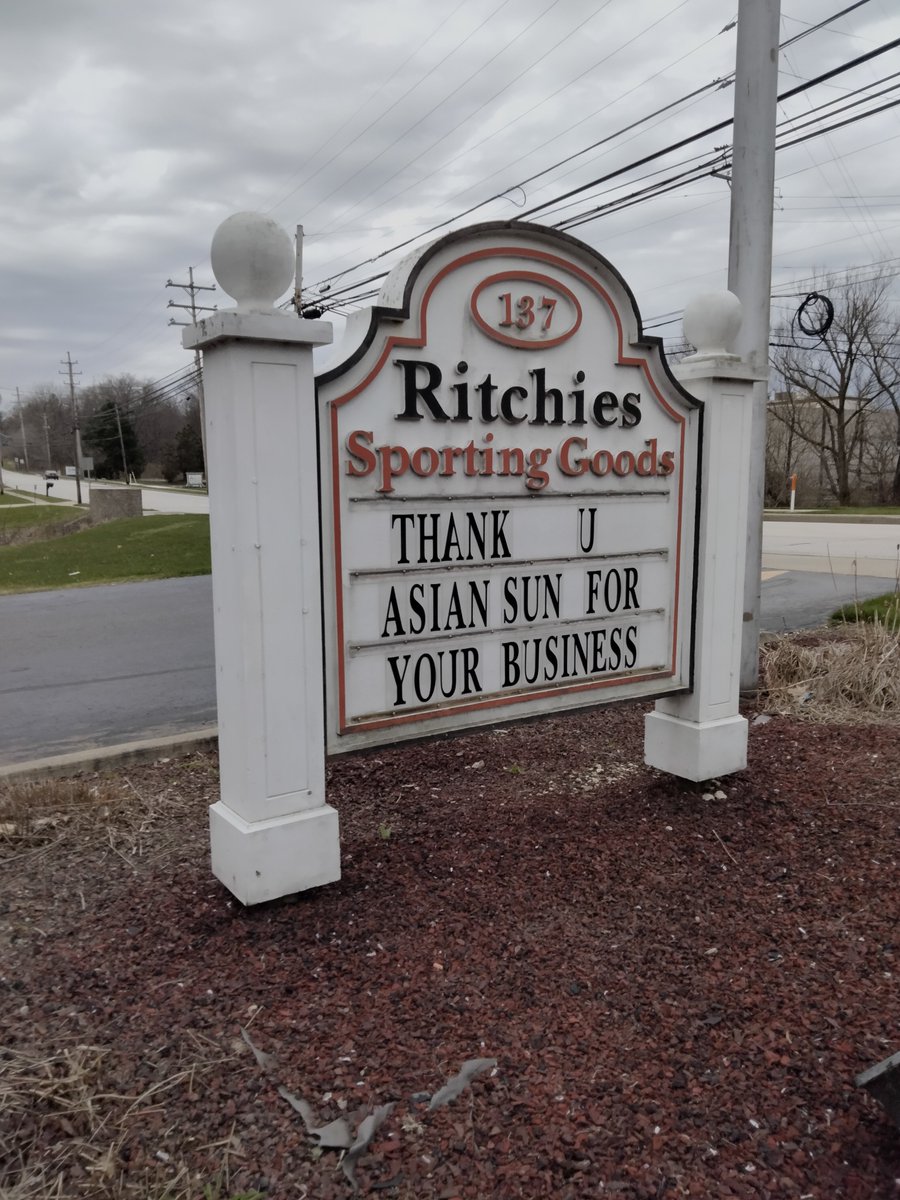 137
Ritchies
Sporting Goods
THANK U
ASIAN SUN FOR
YOUR BUSINESS